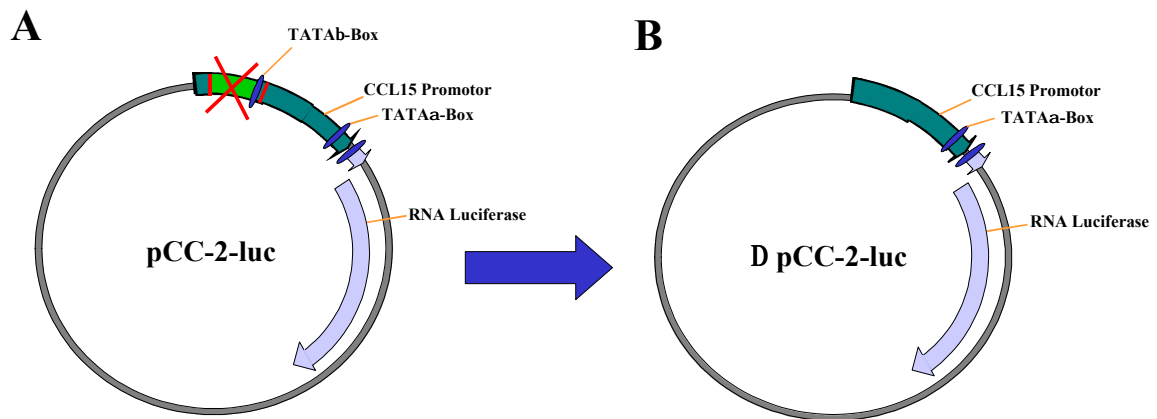 A
TATAb-Box
CCL15 Promotor
TATAa-Box
RNA Luciferase
pCC-2-luc
B
CCL15 Promotor
TATAa-Box
RNA Luciferase
D pCC-2-luc